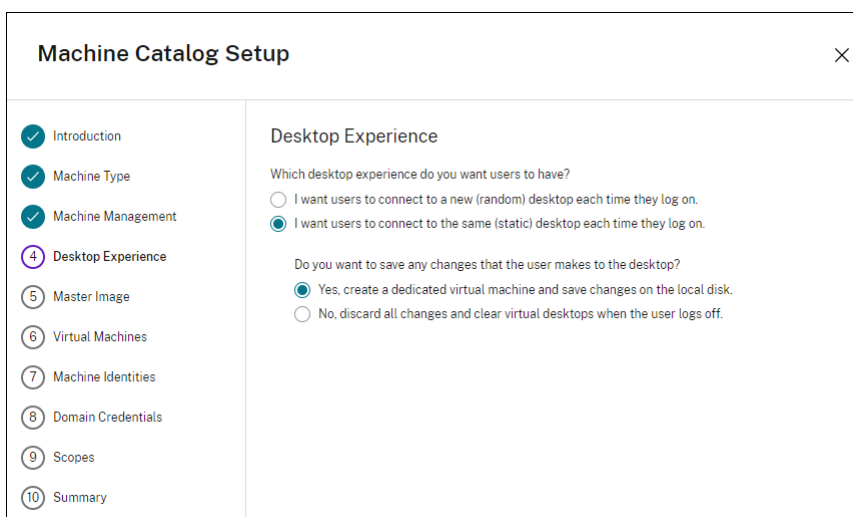 Machine Catalog Setup
Introduction
Machine Type
Machine Management
4 Desktop Experience
5 Master Image
6 Virtual Machines
7 Machine Identities
8 Domain Credentials
9 Scopes
10 Summary
Desktop Experience
Which desktop experience do you want users to have?
I want users to connect to a new (random) desktop each time they log on.
I want users to connect to the same (static) desktop each time they log on.
Do you want to save any changes that the user makes to the desktop?
Yes, create a dedicated virtual machine and save changes on the local disk.
No, discard all changes and clear virtual desktops when the user logs off.